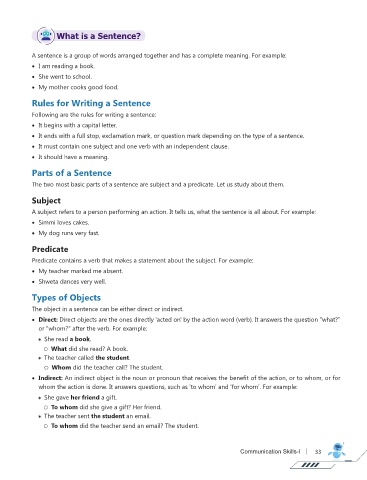 What is a Sentence?
A sentence is a group of words arranged together and has a complete meaning. For example:
• I am reading a book.
• She went to school.
• My mother cooks good food.
Rules for Writing a Sentence
Following are the rules for writing a sentence:
• It begins with a capital letter.
• It ends with a full stop, exclamation mark, or question mark depending on the type of a sentence.
• It must contain one subject and one verb with an independent clause.
• It should have a meaning.
Parts of a Sentence
The two most basic parts of a sentence are subject and a predicate. Let us study about them.
Subject
A subject refers to a person performing an action. It tells us, what the sentence is all about. For example:
• Simmi loves cakes.
• My dog runs very fast.
Predicate
Predicate contains a verb that makes a statement about the subject. For example:
• My teacher marked me absent.
• Shweta dances very well.
Types of Objects
The object in a sentence can be either direct or indirect.
• Direct: Direct objects are the ones directly 'acted on' by the action word (verb). It answers the question "what?"
or "whom?" after the verb. For example:
• She read a book.
○ What did she read? A book.
• The teacher called the student.
○ Whom did the teacher call? The student.
• Indirect: An indirect object is the noun or pronoun that receives the benefit of the action, or to whom, or for
whom the action is done. It answers questions, such as 'to whom' and 'for whom'. For example:
• She gave her friend a gift.
○ To whom did she give a gift? Her friend.
• The teacher sent the student an email.
○ To whom did the teacher send an email? The student.
Communication Skills-I | 33